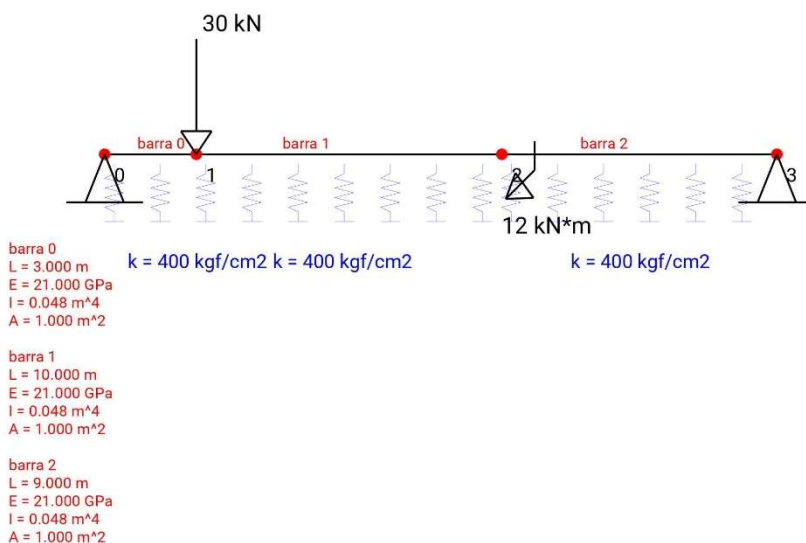 30 kN
barra 0
barra 1
barra 2
0
1
2
3
12 kN*m
k = 400 kgf/cm2
k = 400 kgf/cm2
k = 400 kgf/cm2
barra 0
L = 3.000 m
E = 21.000 GPa
I = 0.048 m^4
A = 1.000 m^2
barra 1
L = 10.000 m
E = 21.000 GPa
I = 0.048 m^4
A = 1.000 m^2
barra 2
L = 9.000 m
E = 21.000 GPa
I = 0.048 m^4
A = 1.000 m^2